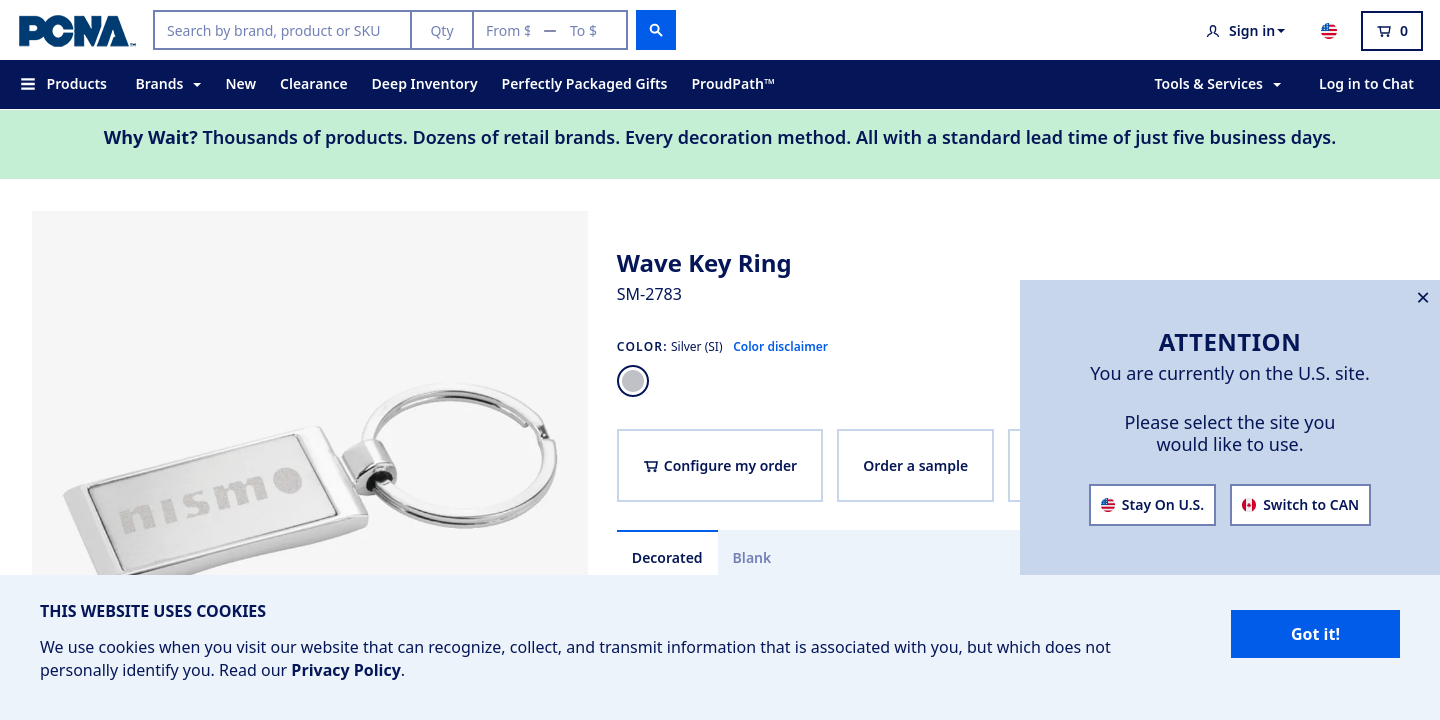 PCNA™
Search by brand, product or SKU Qty From $ — To $
Sign in 0
Products Brands New Clearance Deep Inventory Perfectly Packaged Gifts ProudPath™ Tools & Services Log in to Chat
Why Wait? Thousands of products. Dozens of retail brands. Every decoration method. All with a standard lead time of just five business days.
nismo
Wave Key Ring
SM-2783
COLOR: Silver (SI) Color disclaimer
Configure my order Order a sample
Decorated Blank
ATTENTION
You are currently on the U.S. site.
Please select the site you
would like to use.
Stay On U.S. Switch to CAN
THIS WEBSITE USES COOKIES
We use cookies when you visit our website that can recognize, collect, and transmit information that is associated with you, but which does not
personally identify you. Read our Privacy Policy.
Got it!